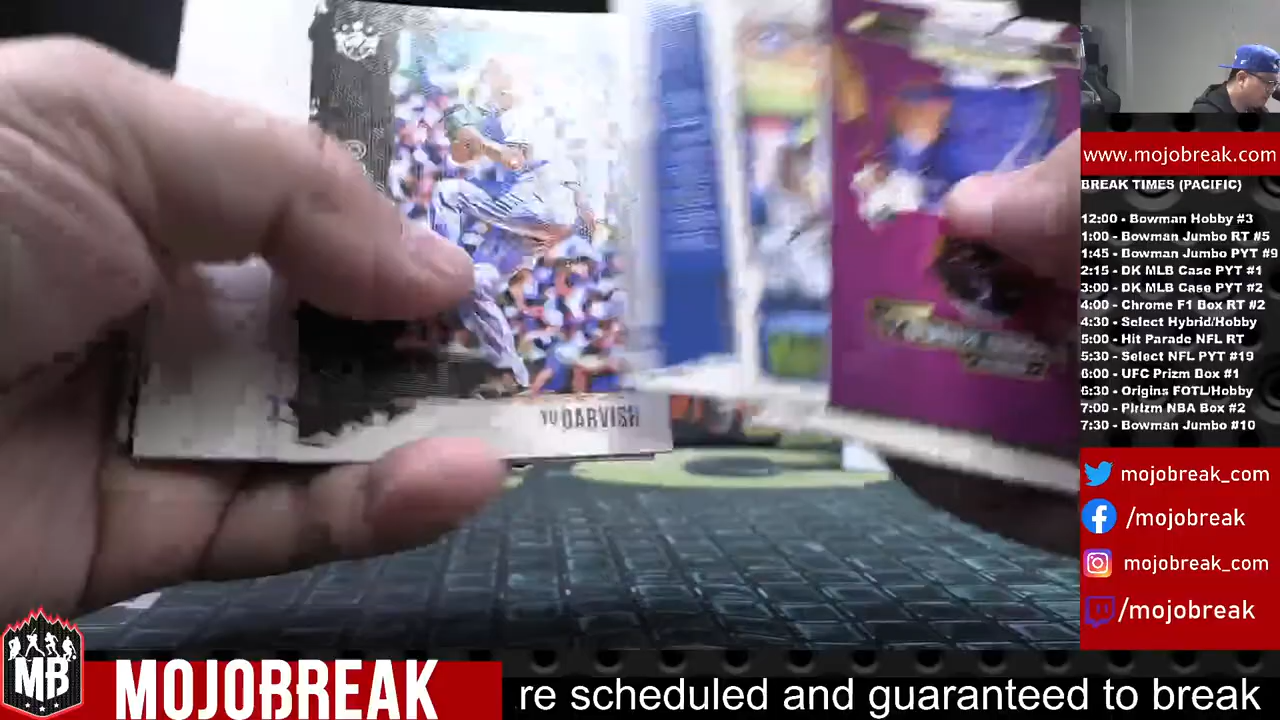 YU DARVISH
www.mojobreak.com
BREAK TIMES (PACIFIC)
12:00 - Bowman Hobby #3
1:00 - Bowman Jumbo RT #5
1:45 - Bowman Jumbo PYT #9
2:15 - DK MLB Case PYT #1
3:00 - DK MLB Case PYT #2
4:00 - Chrome F1 Box RT #2
4:30 - Select Hybrid/Hobby
5:00 - Hit Parade NFL RT
5:30 - Select NFL PYT #19
6:00 - UFC Prizm Box #1
6:30 - Origins FOTL/Hobby
7:00 - Pirizm NBA Box #2
7:30 - Bowman Jumbo #10
mojobreak_com
/mojobreak
mojobreak_com
/mojobreak
MB
MOJOBREAK
re scheduled and guaranteed to break